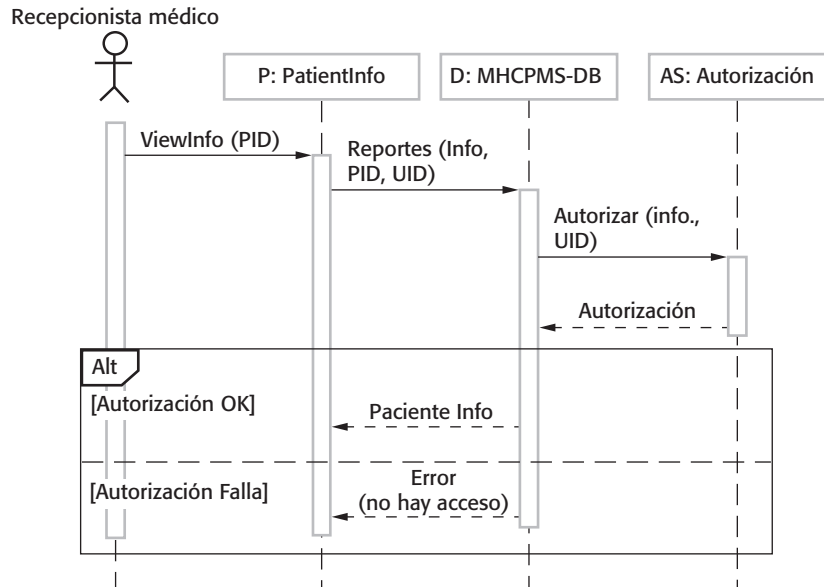 Recepcionista médico
P: PatientInfo
D: MHCPMS-DB
AS: Autorización
ViewInfo (PID)
Reportes (Info,
PID, UID)
Autorizar (info.,
UID)
Autorización
Alt
[Autorización OK]
Paciente Info
[Autorización Falla]
Error
(no hay acceso)